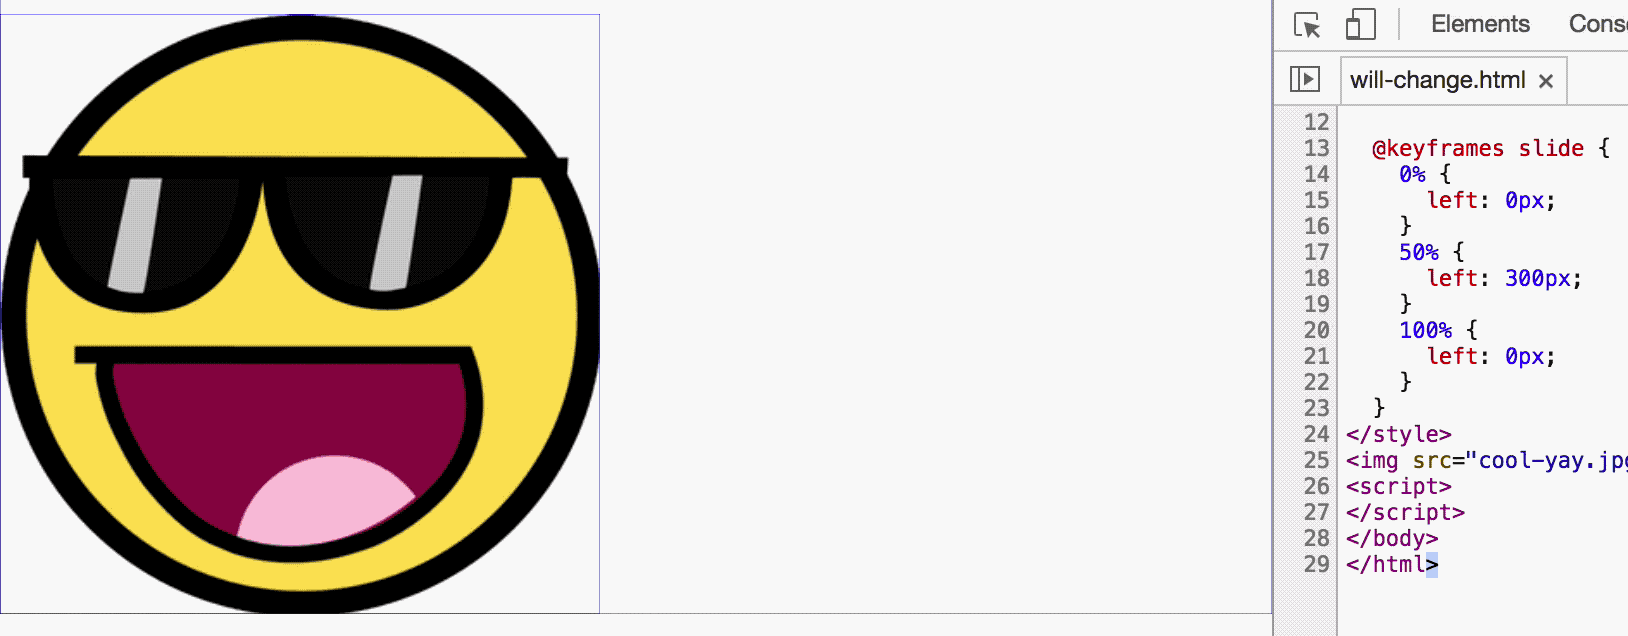 Elements
will-change.html ×
12
13 @keyframes slide {
14 0% {
15 left: 0px;
16 }
17 50% {
18 left: 300px;
19 }
20 100% {
21 left: 0px;
22 }
23 }
24 </style>
25 <img src="cool-yay.jpg
26 <script>
27 </script>
28 </body>
29 </html>